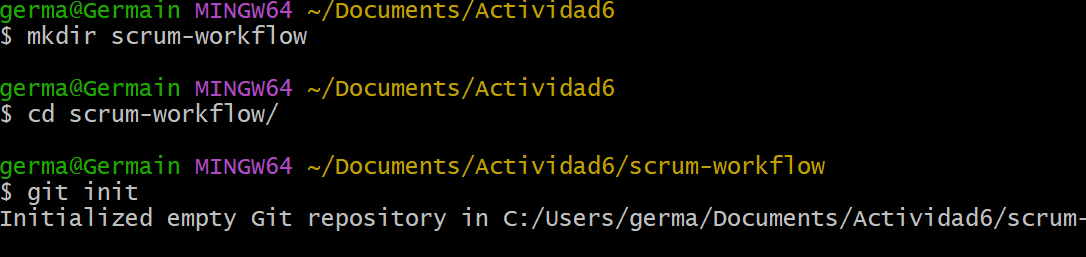 germa@Germain MINGW64 ~/Documents/Actividad6
$ mkdir scrum-workflow
germa@Germain MINGW64 ~/Documents/Actividad6
$ cd scrum-workflow/
germa@Germain MINGW64 ~/Documents/Actividad6/scrum-workflow
$ git init
Initialized empty Git repository in C:/Users/germa/Documents/Actividad6/scrum-